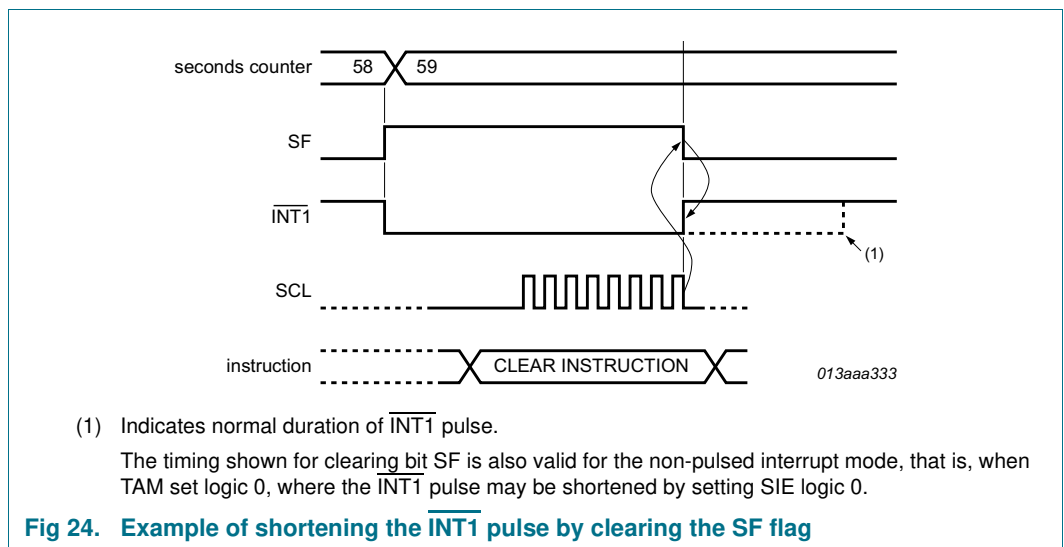 seconds counter 58 59
SF
INT1
(1)
SCL
instruction CLEAR INSTRUCTION
013aaa333
(1) Indicates normal duration of INT1 pulse.
The timing shown for clearing bit SF is also valid for the non-pulsed interrupt mode, that is, when
TAM set logic 0, where the INT1 pulse may be shortened by setting SIE logic 0.
Fig 24. Example of shortening the INT1 pulse by clearing the SF flag